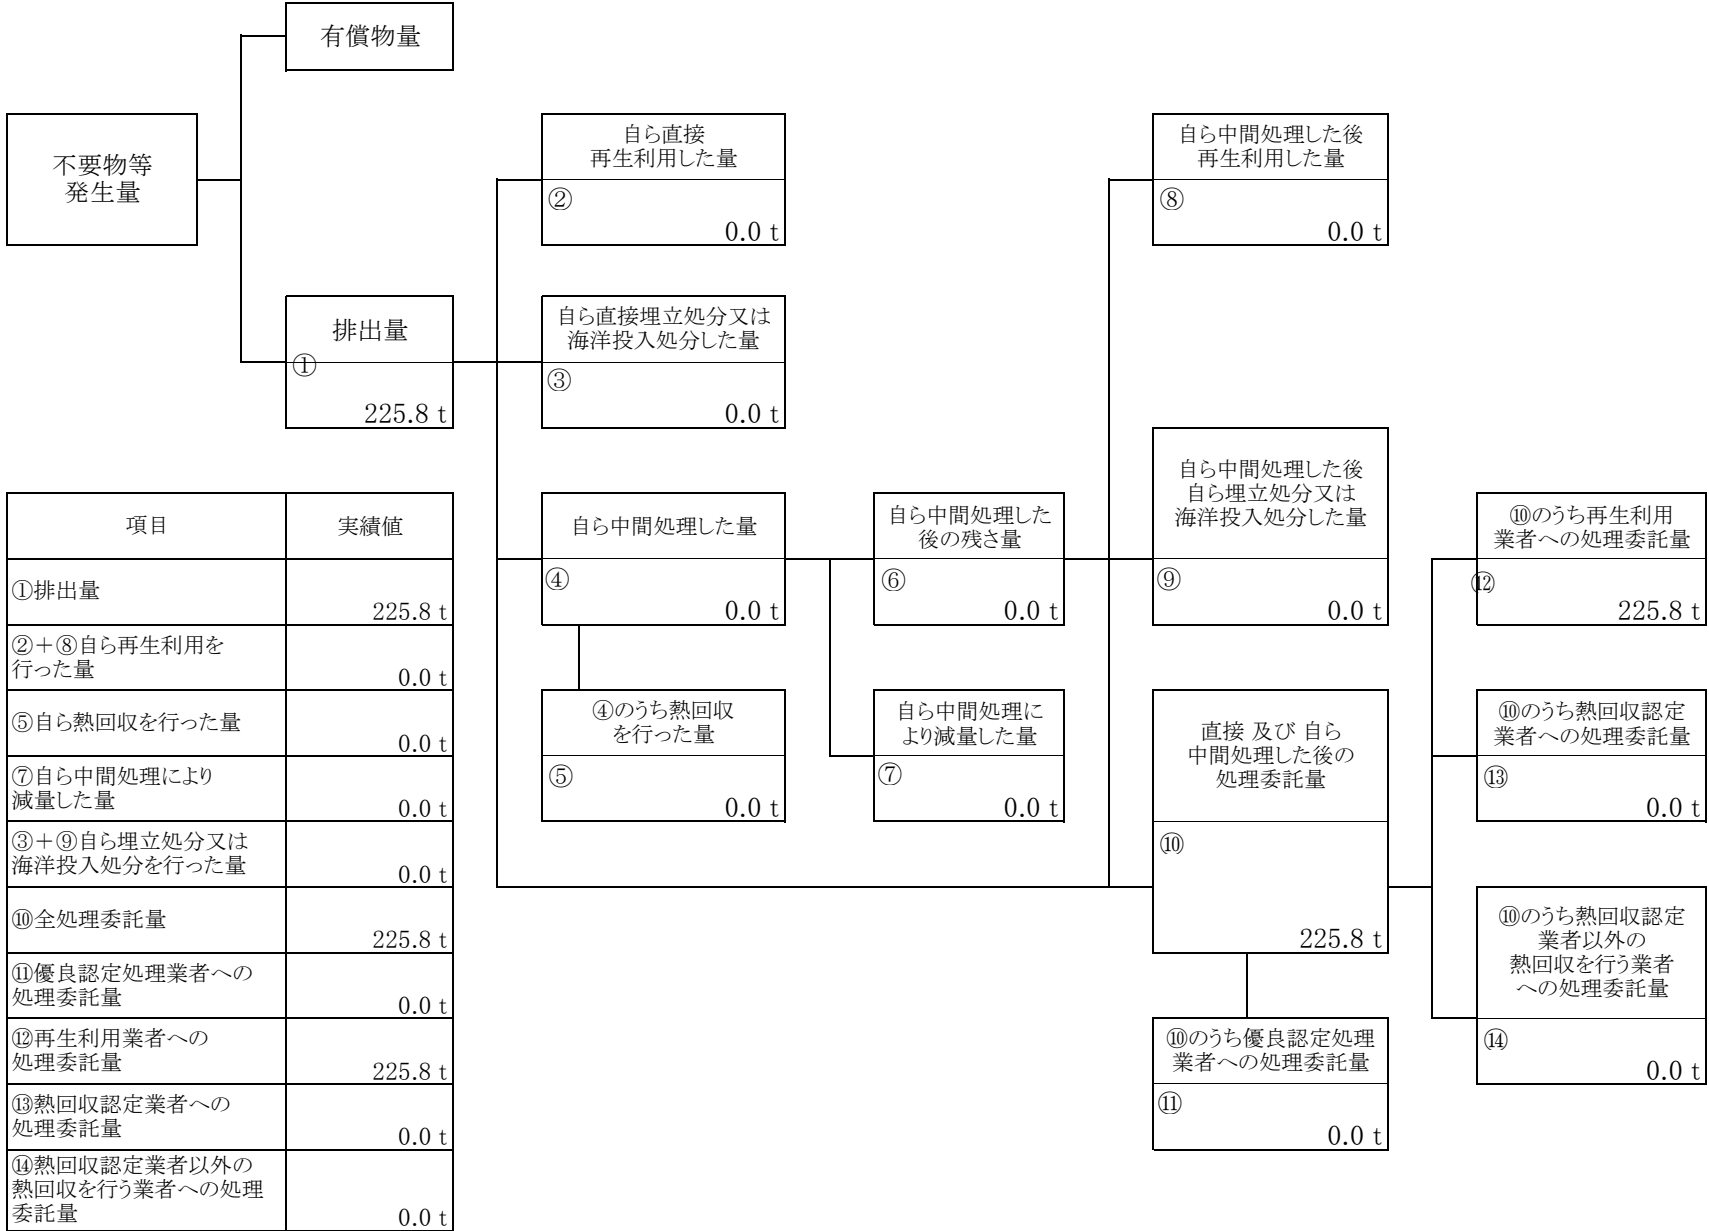 有償物量
不要物等
発生量
自ら直接
再生利用した量
②
0.0 t
自ら中間処理した後
再生利用した量
⑧
0.0 t
排出量
①
225.8 t
自ら直接埋立処分又は
海洋投入処分した量
③
0.0 t
自ら中間処理した量
④
0.0 t
自ら中間処理した
後の残さ量
⑥
0.0 t
自ら中間処理した後
自ら埋立処分又は
海洋投入処分した量
⑨
0.0 t
⑩のうち再生利用
業者への処理委託量
⑫
225.8 t
④のうち熱回収
を行った量
⑤
0.0 t
自ら中間処理に
より減量した量
⑦
0.0 t
直接 及び 自ら
中間処理した後の
処理委託量
⑩
225.8 t
⑩のうち熱回収認定
業者への処理委託量
⑬
0.0 t
⑩のうち熱回収認定
業者以外の
熱回収を行う業者
への処理委託量
⑭
0.0 t
⑩のうち優良認定処理
業者への処理委託量
⑪
0.0 t
項目 実績値
①排出量
225.8 t
②＋⑧自ら再生利用を
行った量
0.0 t
⑤自ら熱回収を行った量
0.0 t
⑦自ら中間処理により
減量した量
0.0 t
③＋⑨自ら埋立処分又は
海洋投入処分を行った量
0.0 t
⑩全処理委託量
225.8 t
⑪優良認定処理業者への
処理委託量
0.0 t
⑫再生利用業者への
処理委託量
225.8 t
⑬熱回収認定業者への
処理委託量
0.0 t
⑭熱回収認定業者以外の
熱回収を行う業者への処理
委託量
0.0 t